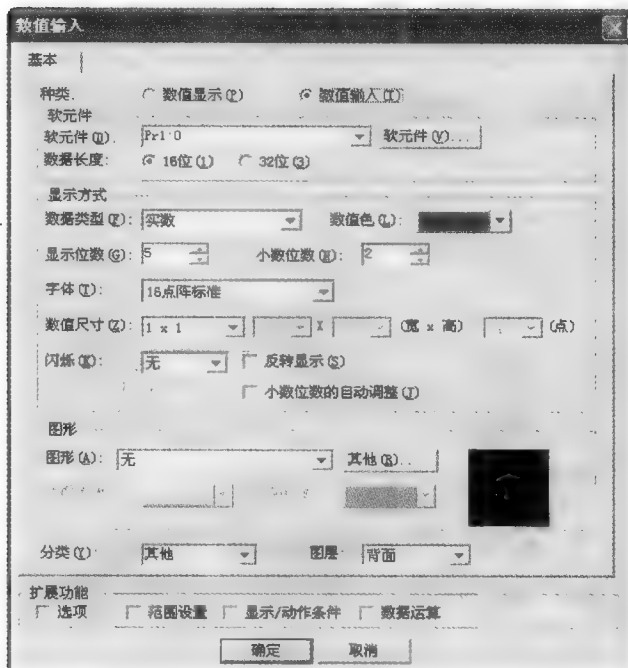 数值输入
基本
种类: 数值显示(P) 数值输入(I)
软元件
软元件(D): Pr1:0 软元件(V)...
数据长度: 16位(1) 32位(3)
显示方式
数据类型(F): 实数 数值色(L):
显示位数(G): 5 小数位数(N): 2
字体(T): 16点阵标准
数值尺寸(Z): 1 x 1 X (宽 x 高) (点)
闪烁(K): 无 反转显示(S)
小数位数的自动调整(J)
图形
图形(A): 无 其他(R)...
分类(Y): 其他 图层: 背面
扩展功能
选项 范围设置 显示/动作条件 数据运算
确定 取消